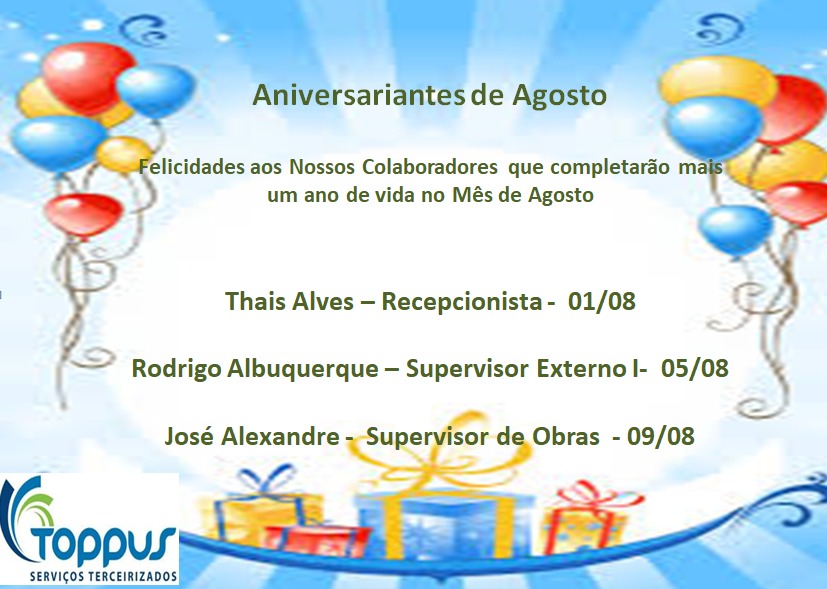 Aniversariantes de Agosto
Felicidades aos Nossos Colaboradores que completarão mais
um ano de vida no Mês de Agosto
Thais Alves – Recepcionista - 01/08
Rodrigo Albuquerque – Supervisor Externo I- 05/08
José Alexandre - Supervisor de Obras - 09/08
TOPPUS
SERVIÇOS TERCEIRIZADOS